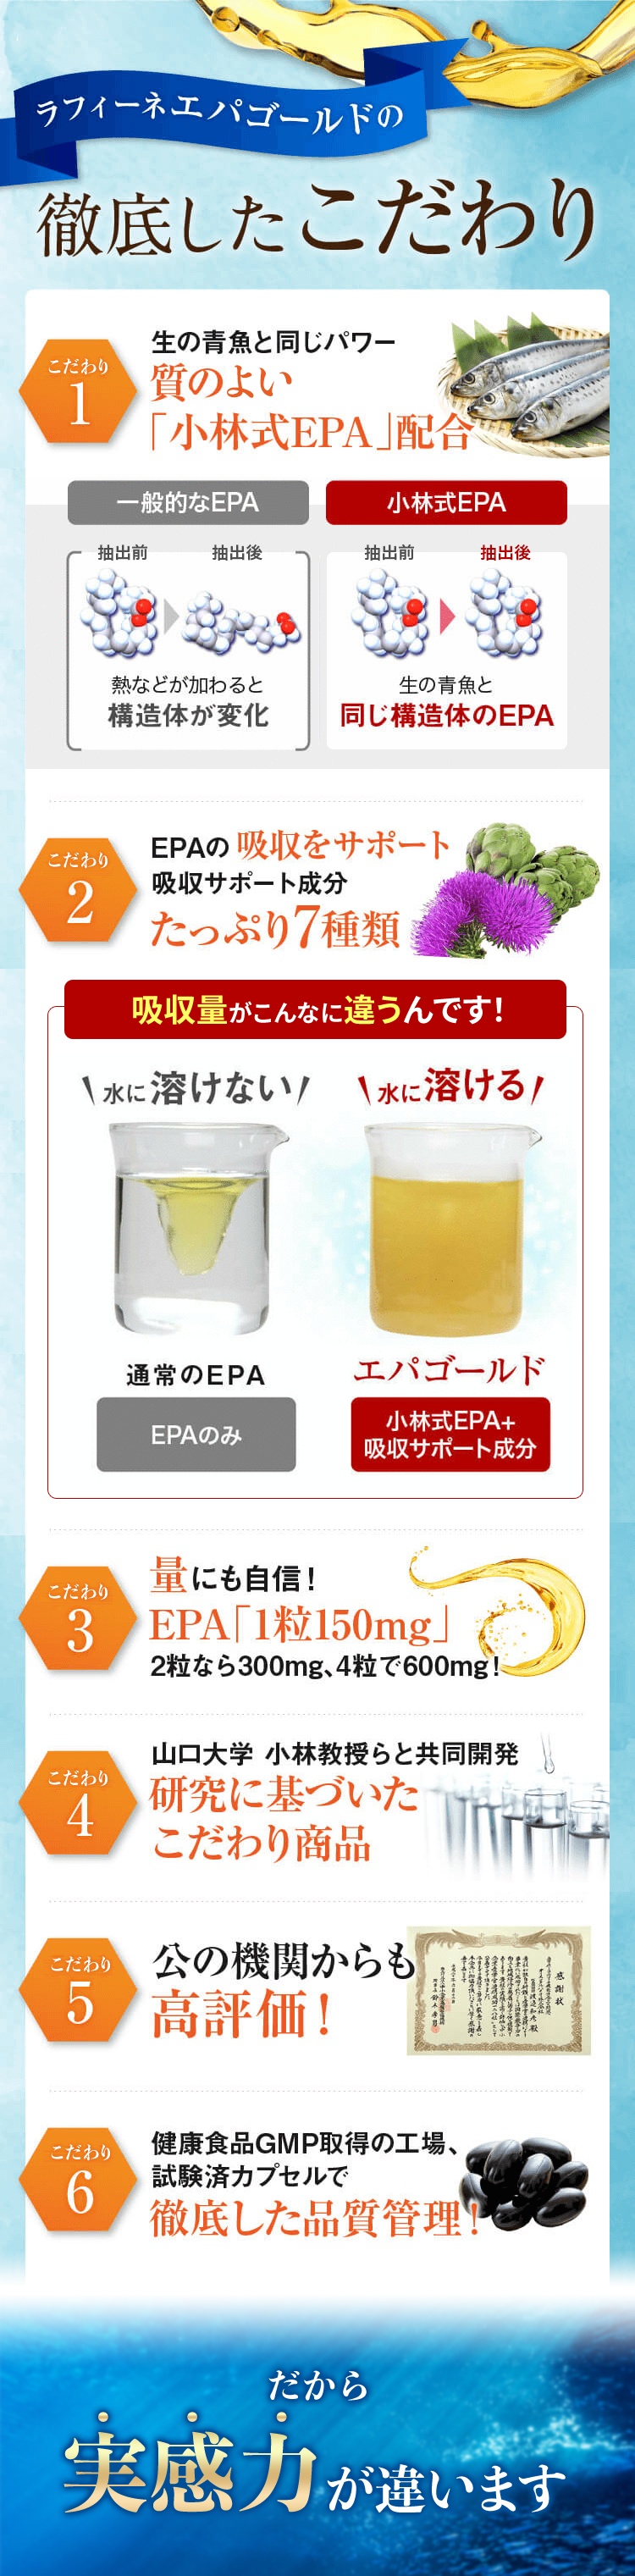 ラフィーネエパゴールドの
徹底したこだわり
こだわり
1
生の青魚と同じパワー
質のよい
「小林式EPA」配合
一般的なEPA
小林式EPA
抽出前
抽出後
抽出前
抽出後
熱などが加わると
構造体が変化
生の青魚と
同じ構造体のEPA
こだわり
2
EPAの吸収をサポート
吸収サポート成分
たっぷり7種類
吸収量がこんなに違うんです!
水に溶けない
水に溶ける
通常のEPA
エパゴールド
EPAのみ
小林式EPA+
吸収サポート成分
こだわり
3
量にも自信!
EPA「1粒150mg」
2粒なら300mg、4粒で600mg!
こだわり
4
山口大学 小林教授らと共同開発
研究に基づいた
こだわり商品
こだわり
5
公の機関からも
高評価!
感謝状
こだわり
6
健康食品GMP取得の工場、
試験済カプセルで
徹底した品質管理!
だから
実感力が違います